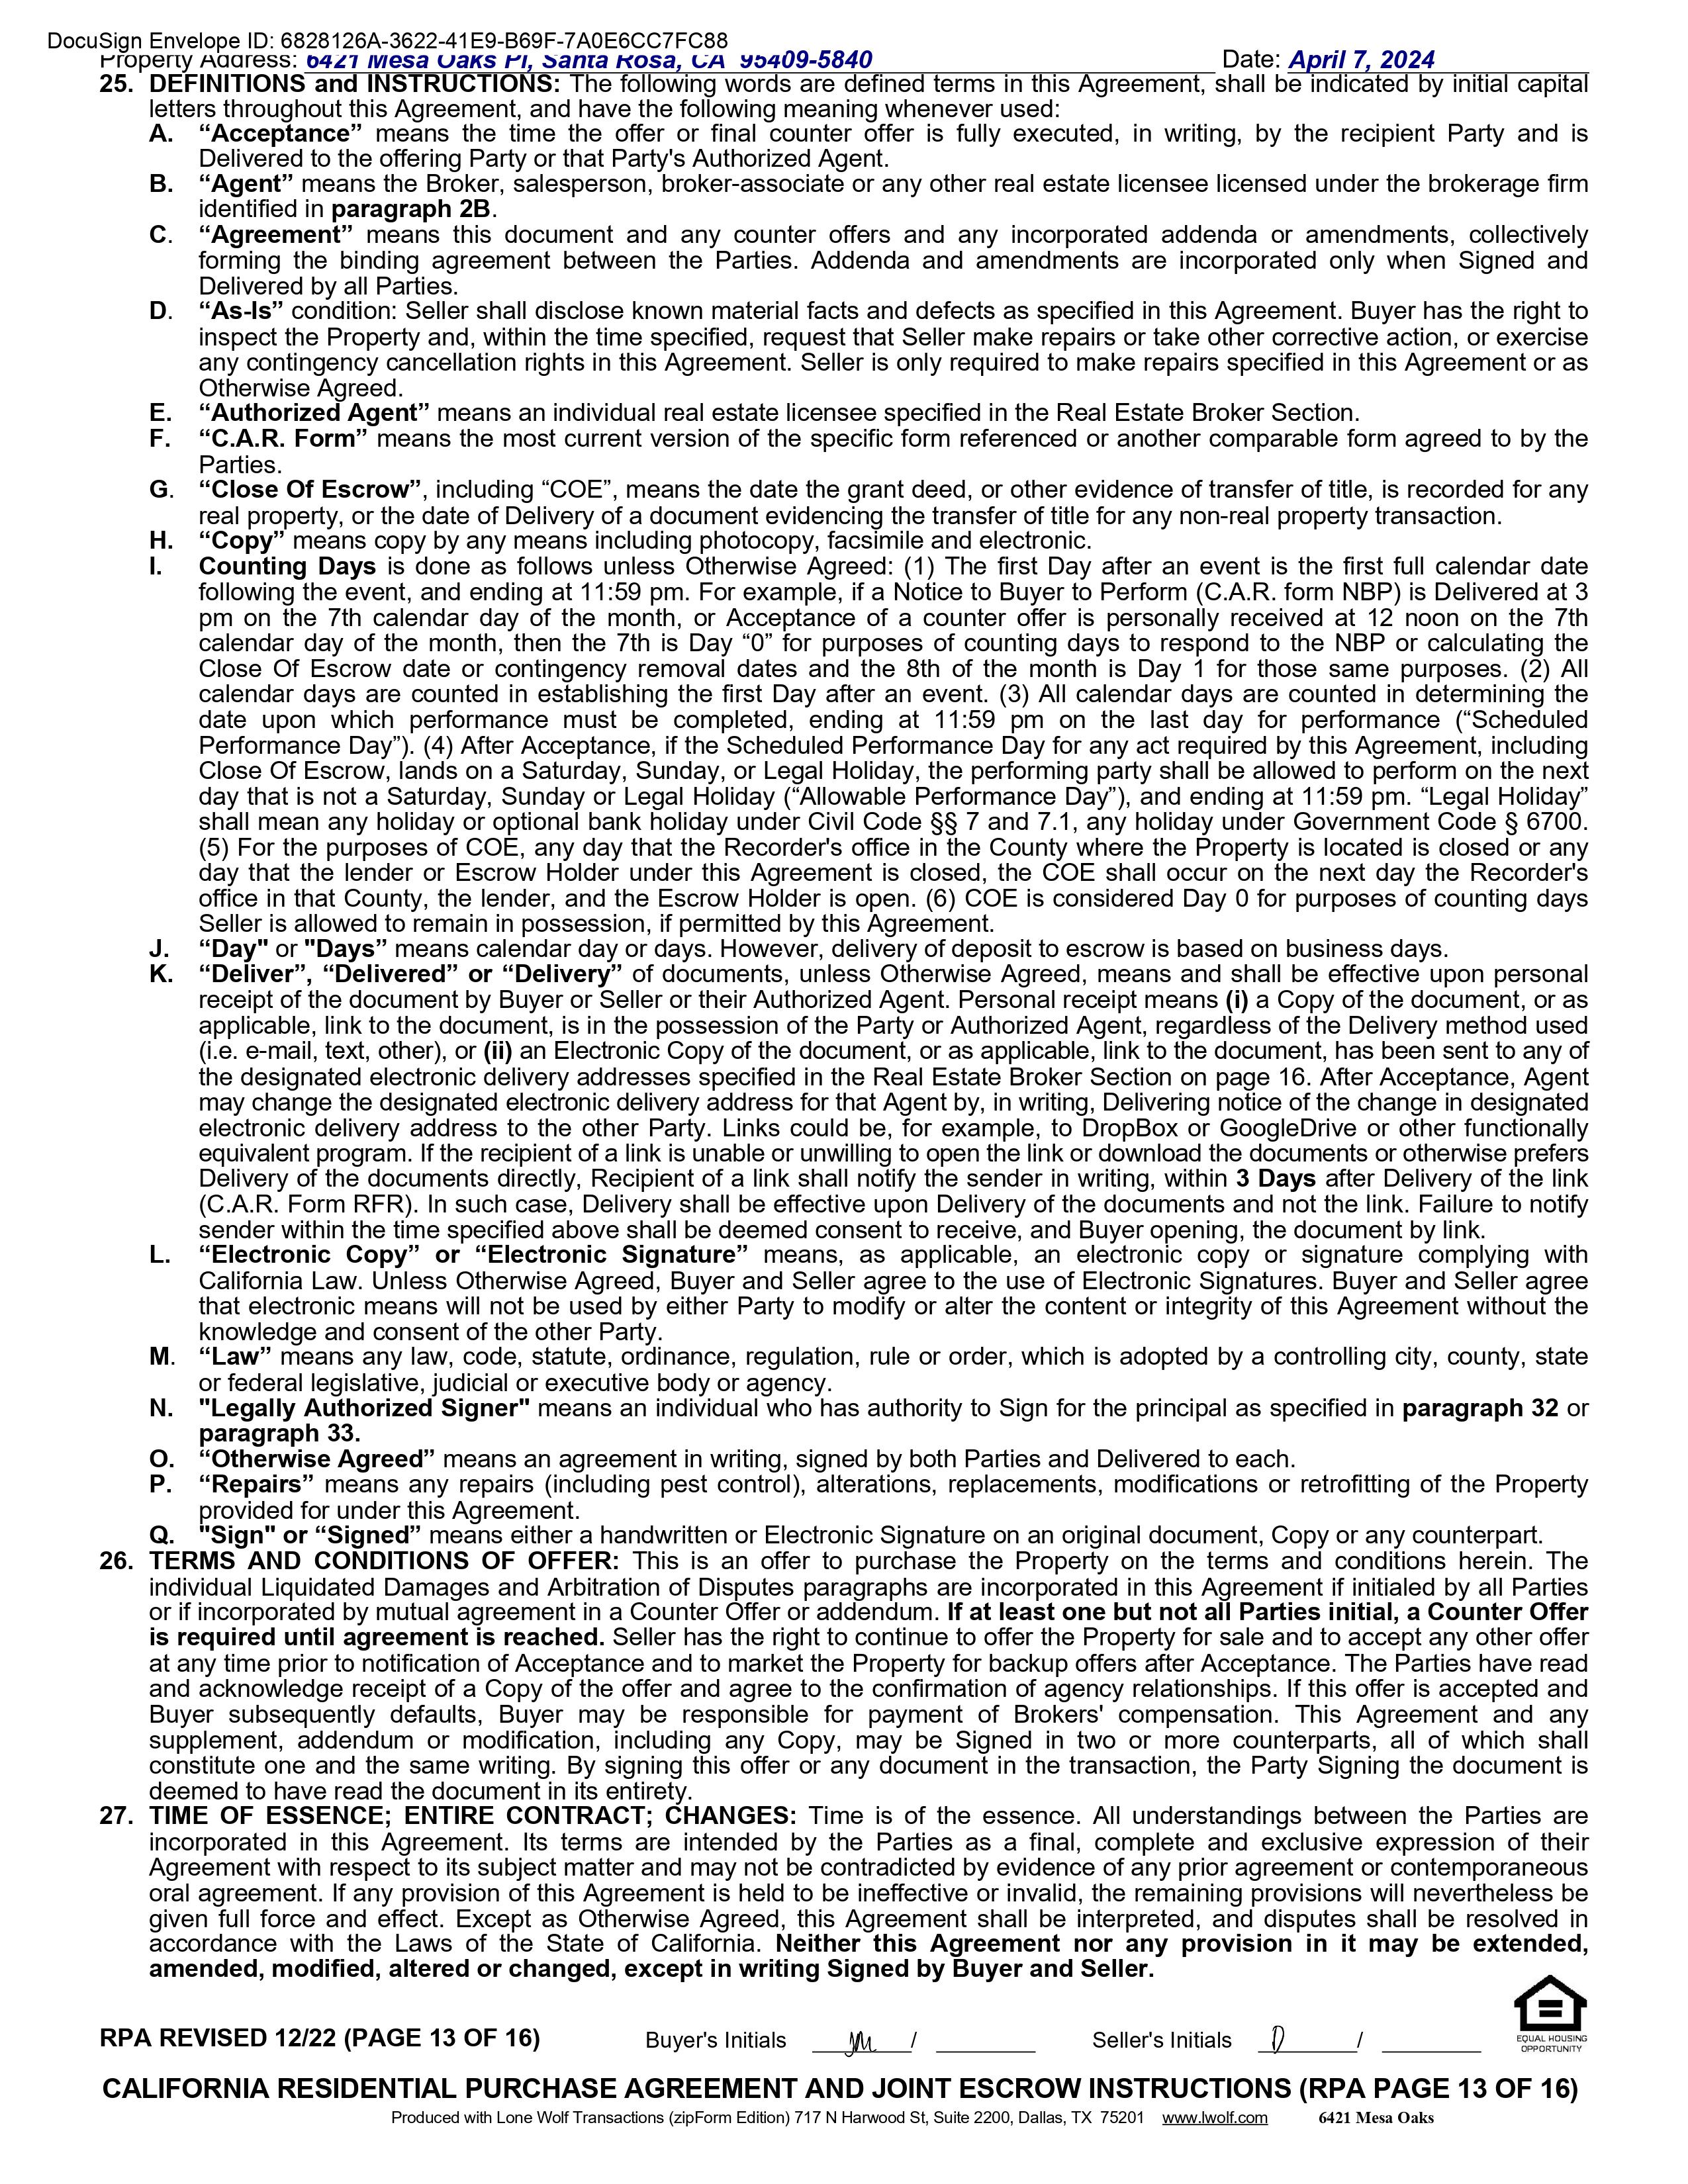 DocuSign Envelope ID: 6828126A-3622-41E9-B69F-7A0E6CC7FC88
Property Address: 6421 Mesa Oaks Pl, Santa Rosa, CA 95409-5840 Date: April 7, 2024
25. DEFINITIONS and INSTRUCTIONS: The following words are defined terms in this Agreement, shall be indicated by initial capital
letters throughout this Agreement, and have the following meaning whenever used:
A. “Acceptance” means the time the offer or final counter offer is fully executed, in writing, by the recipient Party and is
Delivered to the offering Party or that Party's Authorized Agent.
B. “Agent” means the Broker, salesperson, broker-associate or any other real estate licensee licensed under the brokerage firm
identified in paragraph 2B.
C. “Agreement” means this document and any counter offers and any incorporated addenda or amendments, collectively
forming the binding agreement between the Parties. Addenda and amendments are incorporated only when Signed and
Delivered by all Parties.
D. “As-Is” condition: Seller shall disclose known material facts and defects as specified in this Agreement. Buyer has the right to
inspect the Property and, within the time specified, request that Seller make repairs or take other corrective action, or exercise
any contingency cancellation rights in this Agreement. Seller is only required to make repairs specified in this Agreement or as
Otherwise Agreed.
E. “Authorized Agent” means an individual real estate licensee specified in the Real Estate Broker Section.
F. “C.A.R. Form” means the most current version of the specific form referenced or another comparable form agreed to by the
Parties.
G. “Close Of Escrow”, including “COE”, means the date the grant deed, or other evidence of transfer of title, is recorded for any
real property, or the date of Delivery of a document evidencing the transfer of title for any non-real property transaction.
H. “Copy” means copy by any means including photocopy, facsimile and electronic.
I. Counting Days is done as follows unless Otherwise Agreed: (1) The first Day after an event is the first full calendar date
following the event, and ending at 11:59 pm. For example, if a Notice to Buyer to Perform (C.A.R. form NBP) is Delivered at 3
pm on the 7th calendar day of the month, or Acceptance of a counter offer is personally received at 12 noon on the 7th
calendar day of the month, then the 7th is Day “0” for purposes of counting days to respond to the NBP or calculating the
Close Of Escrow date or contingency removal dates and the 8th of the month is Day 1 for those same purposes. (2) All
calendar days are counted in establishing the first Day after an event. (3) All calendar days are counted in determining the
date upon which performance must be completed, ending at 11:59 pm on the last day for performance (“Scheduled
Performance Day”). (4) After Acceptance, if the Scheduled Performance Day for any act required by this Agreement, including
Close Of Escrow, lands on a Saturday, Sunday, or Legal Holiday, the performing party shall be allowed to perform on the next
day that is not a Saturday, Sunday or Legal Holiday (“Allowable Performance Day”), and ending at 11:59 pm. “Legal Holiday”
shall mean any holiday or optional bank holiday under Civil Code §§ 7 and 7.1, any holiday under Government Code § 6700.
(5) For the purposes of COE, any day that the Recorder's office in the County where the Property is located is closed or any
day that the lender or Escrow Holder under this Agreement is closed, the COE shall occur on the next day the Recorder's
office in that County, the lender, and the Escrow Holder is open. (6) COE is considered Day 0 for purposes of counting days
Seller is allowed to remain in possession, if permitted by this Agreement.
J. “Day" or "Days” means calendar day or days. However, delivery of deposit to escrow is based on business days.
K. “Deliver”, “Delivered” or “Delivery” of documents, unless Otherwise Agreed, means and shall be effective upon personal
receipt of the document by Buyer or Seller or their Authorized Agent. Personal receipt means (i) a Copy of the document, or as
applicable, link to the document, is in the possession of the Party or Authorized Agent, regardless of the Delivery method used
(i.e. e-mail, text, other), or (ii) an Electronic Copy of the document, or as applicable, link to the document, has been sent to any of
the designated electronic delivery addresses specified in the Real Estate Broker Section on page 16. After Acceptance, Agent
may change the designated electronic delivery address for that Agent by, in writing, Delivering notice of the change in designated
electronic delivery address to the other Party. Links could be, for example, to DropBox or GoogleDrive or other functionally
equivalent program. If the recipient of a link is unable or unwilling to open the link or download the documents or otherwise prefers
Delivery of the documents directly, Recipient of a link shall notify the sender in writing, within 3 Days after Delivery of the link
(C.A.R. Form RFR). In such case, Delivery shall be effective upon Delivery of the documents and not the link. Failure to notify
sender within the time specified above shall be deemed consent to receive, and Buyer opening, the document by link.
L. “Electronic Copy” or “Electronic Signature” means, as applicable, an electronic copy or signature complying with
California Law. Unless Otherwise Agreed, Buyer and Seller agree to the use of Electronic Signatures. Buyer and Seller agree
that electronic means will not be used by either Party to modify or alter the content or integrity of this Agreement without the
knowledge and consent of the other Party.
M. “Law” means any law, code, statute, ordinance, regulation, rule or order, which is adopted by a controlling city, county, state
or federal legislative, judicial or executive body or agency.
N. "Legally Authorized Signer" means an individual who has authority to Sign for the principal as specified in paragraph 32 or
paragraph 33.
O. “Otherwise Agreed” means an agreement in writing, signed by both Parties and Delivered to each.
P. “Repairs” means any repairs (including pest control), alterations, replacements, modifications or retrofitting of the Property
provided for under this Agreement.
Q. "Sign" or “Signed” means either a handwritten or Electronic Signature on an original document, Copy or any counterpart.
26. TERMS AND CONDITIONS OF OFFER: This is an offer to purchase the Property on the terms and conditions herein. The
individual Liquidated Damages and Arbitration of Disputes paragraphs are incorporated in this Agreement if initialed by all Parties
or if incorporated by mutual agreement in a Counter Offer or addendum. If at least one but not all Parties initial, a Counter Offer
is required until agreement is reached. Seller has the right to continue to offer the Property for sale and to accept any other offer
at any time prior to notification of Acceptance and to market the Property for backup offers after Acceptance. The Parties have read
and acknowledge receipt of a Copy of the offer and agree to the confirmation of agency relationships. If this offer is accepted and
Buyer subsequently defaults, Buyer may be responsible for payment of Brokers' compensation. This Agreement and any
supplement, addendum or modification, including any Copy, may be Signed in two or more counterparts, all of which shall
constitute one and the same writing. By signing this offer or any document in the transaction, the Party Signing the document is
deemed to have read the document in its entirety.
27. TIME OF ESSENCE; ENTIRE CONTRACT; CHANGES: Time is of the essence. All understandings between the Parties are
incorporated in this Agreement. Its terms are intended by the Parties as a final, complete and exclusive expression of their
Agreement with respect to its subject matter and may not be contradicted by evidence of any prior agreement or contemporaneous
oral agreement. If any provision of this Agreement is held to be ineffective or invalid, the remaining provisions will nevertheless be
given full force and effect. Except as Otherwise Agreed, this Agreement shall be interpreted, and disputes shall be resolved in
accordance with the Laws of the State of California. Neither this Agreement nor any provision in it may be extended,
amended, modified, altered or changed, except in writing Signed by Buyer and Seller.
RPA REVISED 12/22 (PAGE 13 OF 16) Buyer's Initials / Seller's Initials D /
EQUAL HOUSING
OPPORTUNITY
CALIFORNIA RESIDENTIAL PURCHASE AGREEMENT AND JOINT ESCROW INSTRUCTIONS (RPA PAGE 13 OF 16)
Produced with Lone Wolf Transactions (zipForm Edition) 717 N Harwood St, Suite 2200, Dallas, TX 75201 www.lwolf.com 6421 Mesa Oaks